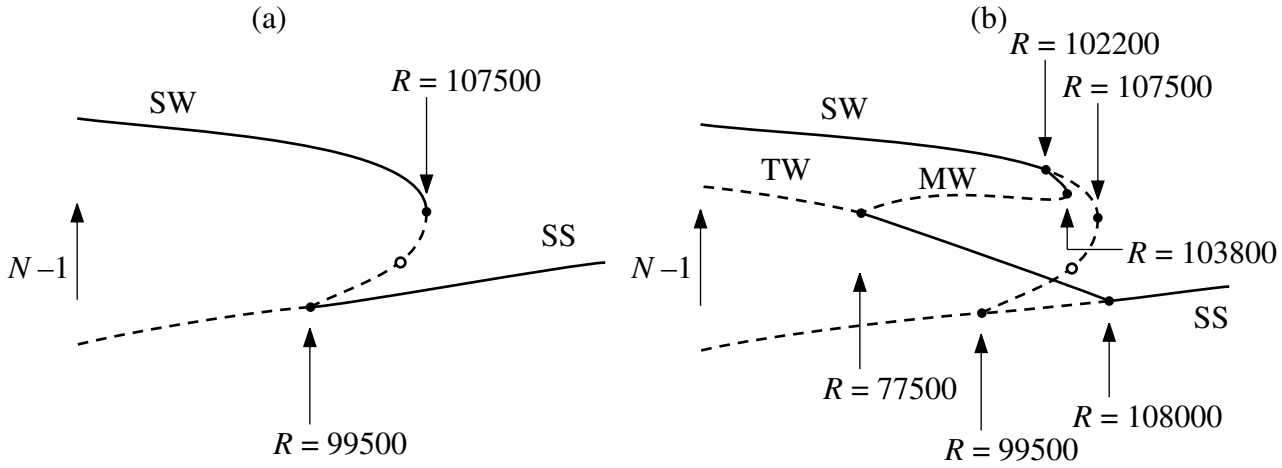 (a)
R = 107500
SW
SS
N –1
R = 99500
(b)
R = 102200
R = 107500
SW
TW
MW
N –1
R = 103800
SS
R = 77500
R = 108000
R = 99500